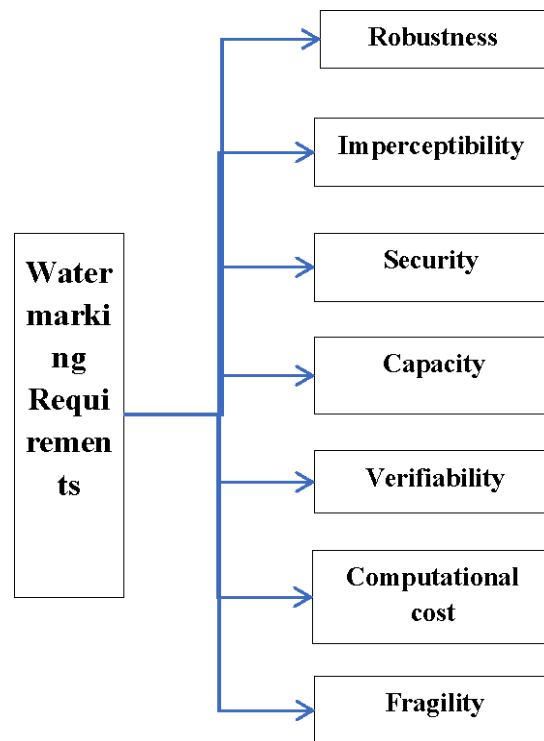 Robustness
Imperceptibility
Water
marki
ng
Requi
remen
ts
Security
Capacity
Verifiability
Computational
cost
Fragility